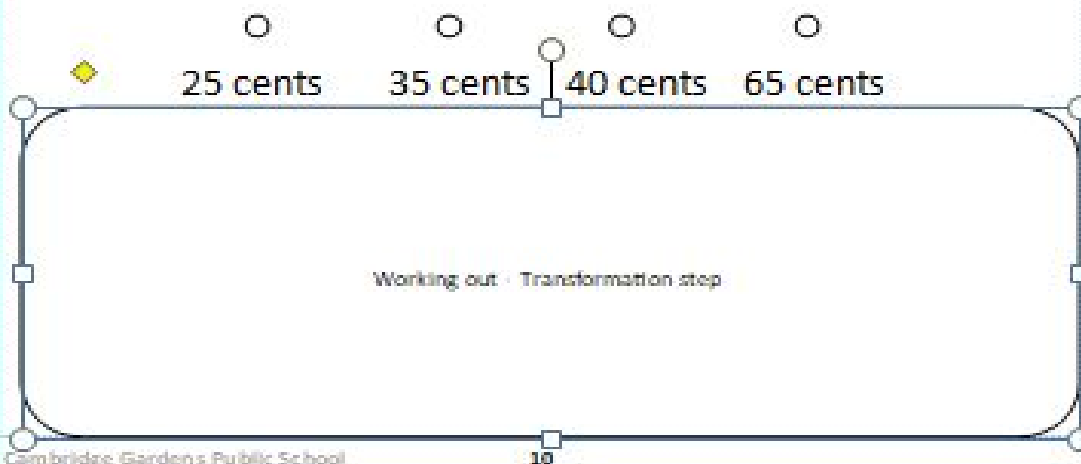 25 cents 35 cents 40 cents 65 cents
Working out - Transformation step
Cambridge Gardens Public School 10